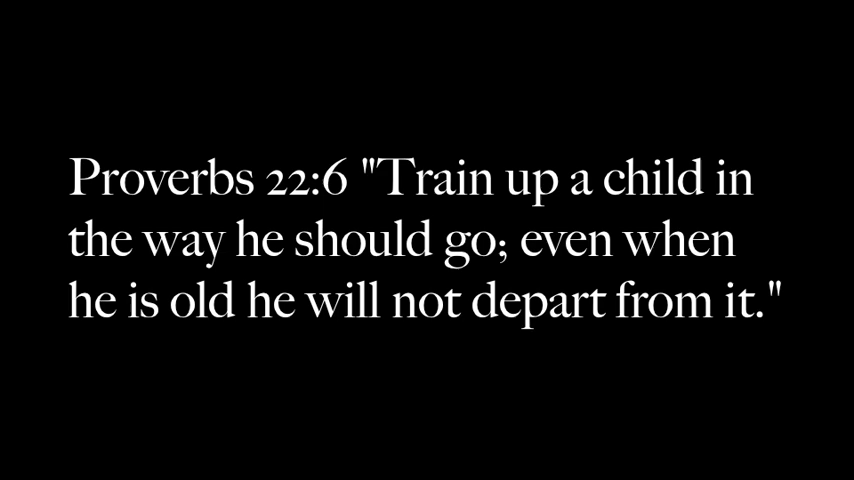 Proverbs 22:6 "Train up a child in
the way he should go; even when
he is old he will not depart from it."